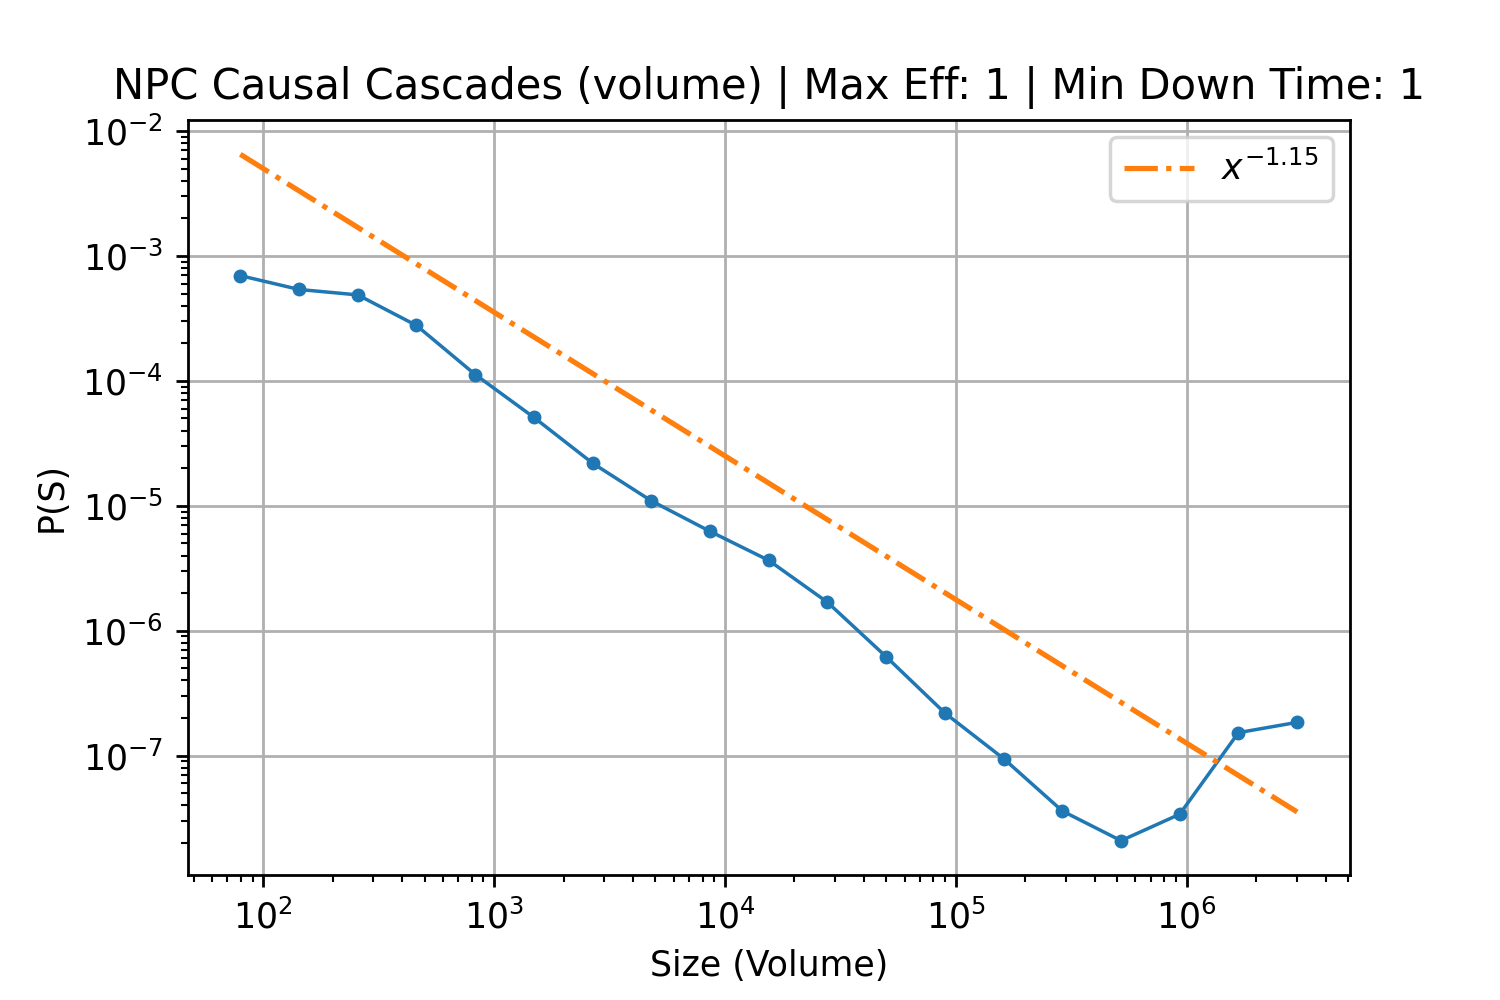 NPC Causal Cascades (volume) | Max Eff: 1 | Min Down Time: 1
x^{-1.15}
10^{-2}
10^{-3}
10^{-4}
10^{-5}
10^{-6}
10^{-7}
P(S)
10^2 10^3 10^4 10^5 10^6
Size (Volume)